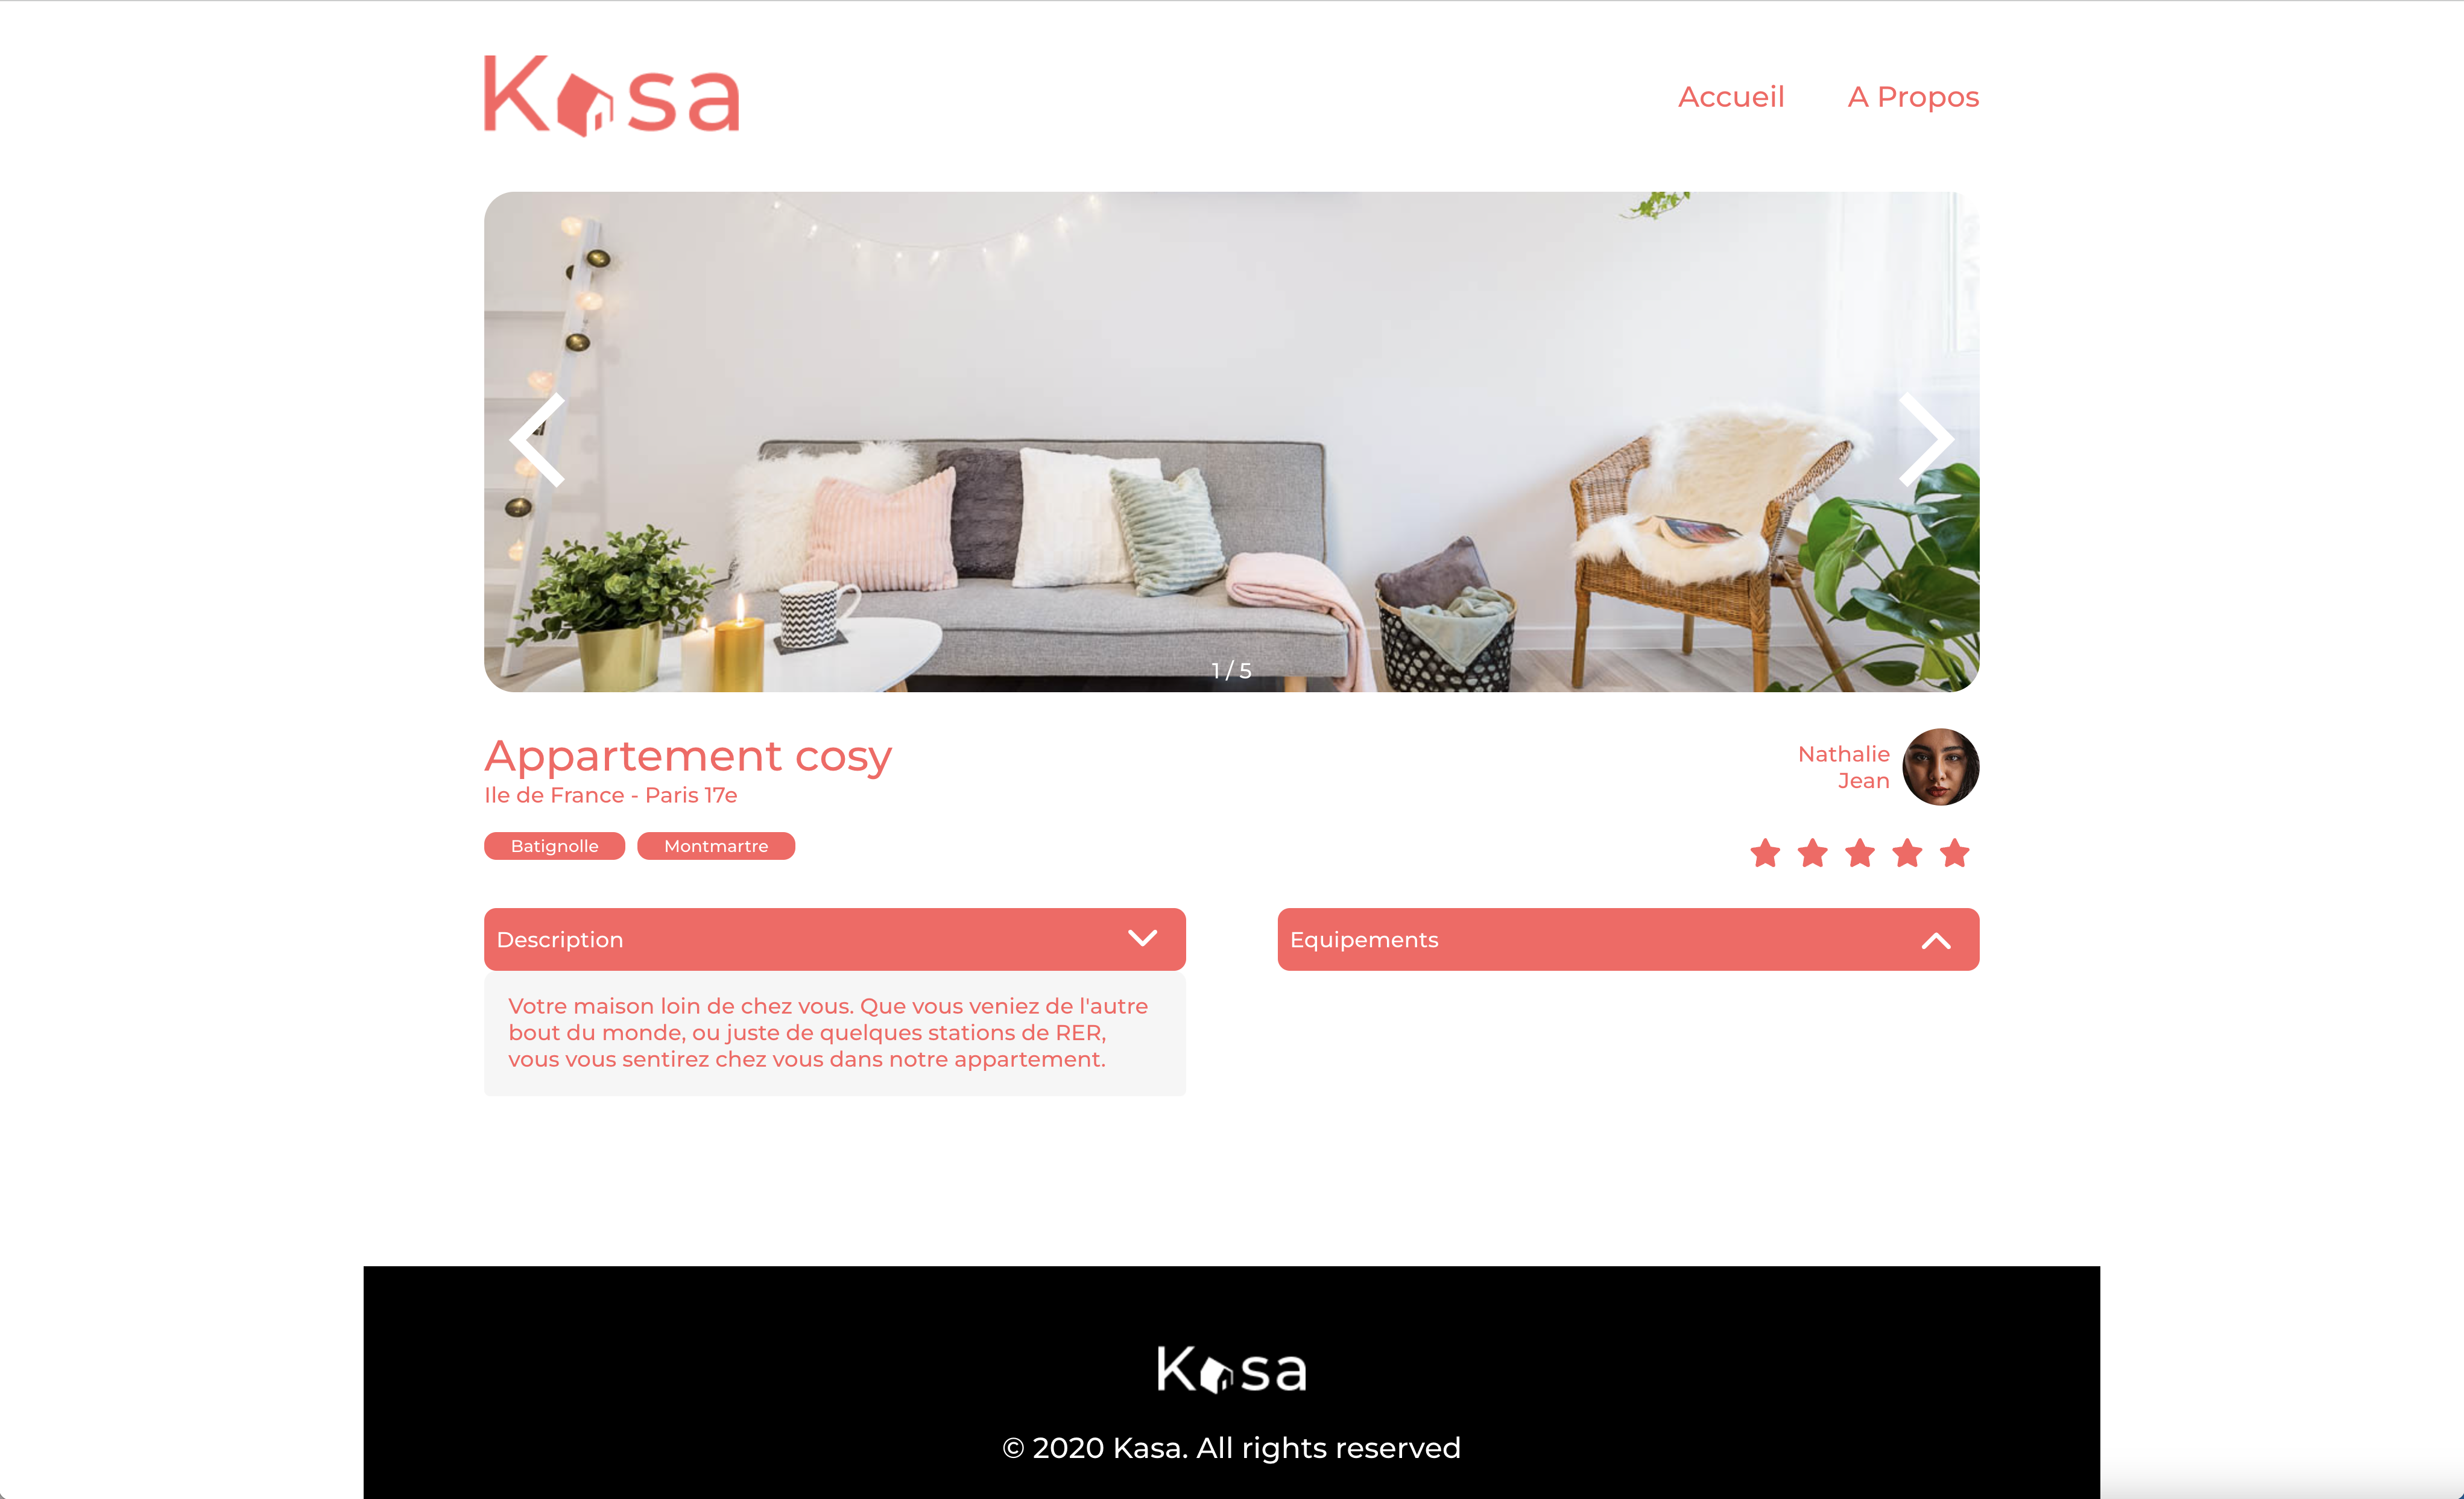 Kasa
Accueil
A Propos
1 / 5
Appartement cosy
Ile de France - Paris 17e
Batignolle
Montmartre
Nathalie
Jean
Description
Votre maison loin de chez vous. Que vous veniez de l'autre
bout du monde, ou juste de quelques stations de RER,
vous vous sentirez chez vous dans notre appartement.
Equipements
Kasa
© 2020 Kasa. All rights reserved